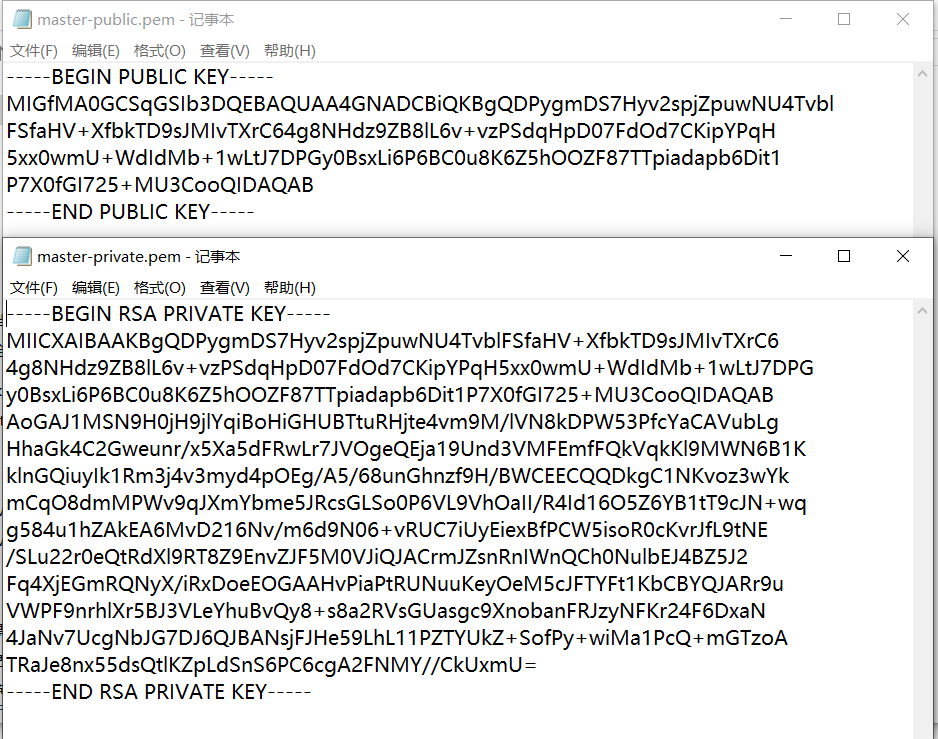 master-public.pem - 记事本
文件(F) 编辑(E) 格式(O) 查看(V) 帮助(H)
-----BEGIN PUBLIC KEY-----
MIGfMA0GCSqGSIb3DQEBAQUAA4GNADCBiQKBgQDPygmDS7Hyv2spjZpuwNU4Tvbl
FSfaHV+XfbkTD9sJMIvTXrC64g8NHdz9ZB8lL6v+vzPSdqHpD07FdOd7CKipYPqH
5xx0wmU+WdIdMb+1wLtJ7DPGy0BsxLi6P6BC0u8K6Z5hOOZF87TTpiadapb6Dit1
P7X0fGI725+MU3CooQIDAQAB
-----END PUBLIC KEY-----
master-private.pem - 记事本
文件(F) 编辑(E) 格式(O) 查看(V) 帮助(H)
-----BEGIN RSA PRIVATE KEY-----
MIICXAIBAAKBgQDPygmDS7Hyv2spjZpuwNU4TvblFSfaHV+XfbkTD9sJMIvTXrC6
4g8NHdz9ZB8lL6v+vzPSdqHpD07FdOd7CKipYPqH5xx0wmU+WdIdMb+1wLtJ7DPG
y0BsxLi6P6BC0u8K6Z5hOOZF87TTpiadapb6Dit1P7X0fGI725+MU3CooQIDAQAB
AoGAJ1MSN9H0jH9jlYqiBoHiGHUBTtuRHjte4vm9M/lVN8kDPW53PfcYaCAVubLg
HhaGk4C2Gweunr/x5Xa5dFRwLr7JVOgeQEja19Und3VMFEmfFQkVqkKl9MWN6B1K
klnGQiuyIk1Rm3j4v3myd4pOEg/A5/68unGhnzf9H/BWCEECQQDkgC1NKvoz3wYk
mCqO8dmMPWv9qJXmYbme5JRcsGLSo0P6VL9VhOaII/R4Id16O5Z6YB1tT9cJN+wq
g584u1hZAkEA6MvD216Nv/m6d9N06+vRUC7iUyEiexBfPCW5isoR0cKvrJfL9tNE
/SLu22r0eQtRdXl9RT8Z9EnvZJF5M0VJiQJACrmJZsnRnIWnQCh0NulbEJ4BZ5J2
Fq4XjEGmRQNyX/iRxDoeEOGAAHvPiaPtRUNuuKeyOeM5cJFTYFt1KbCBYQJARr9u
VWPF9nrhlXr5BJ3VLeYhuBvQy8+s8a2RVsGUasgc9XnobanFRJzyNFKr24F6DxaN
4JaNv7UcgNbJG7DJ6QJBANsjFJHe59LhL11PZTYUkZ+SofPy+wiMa1PcQ+mGTzoA
TRaJe8nx55dsQtlKZpLdSnS6PC6cgA2FNMY//CkUxmU=
-----END RSA PRIVATE KEY-----